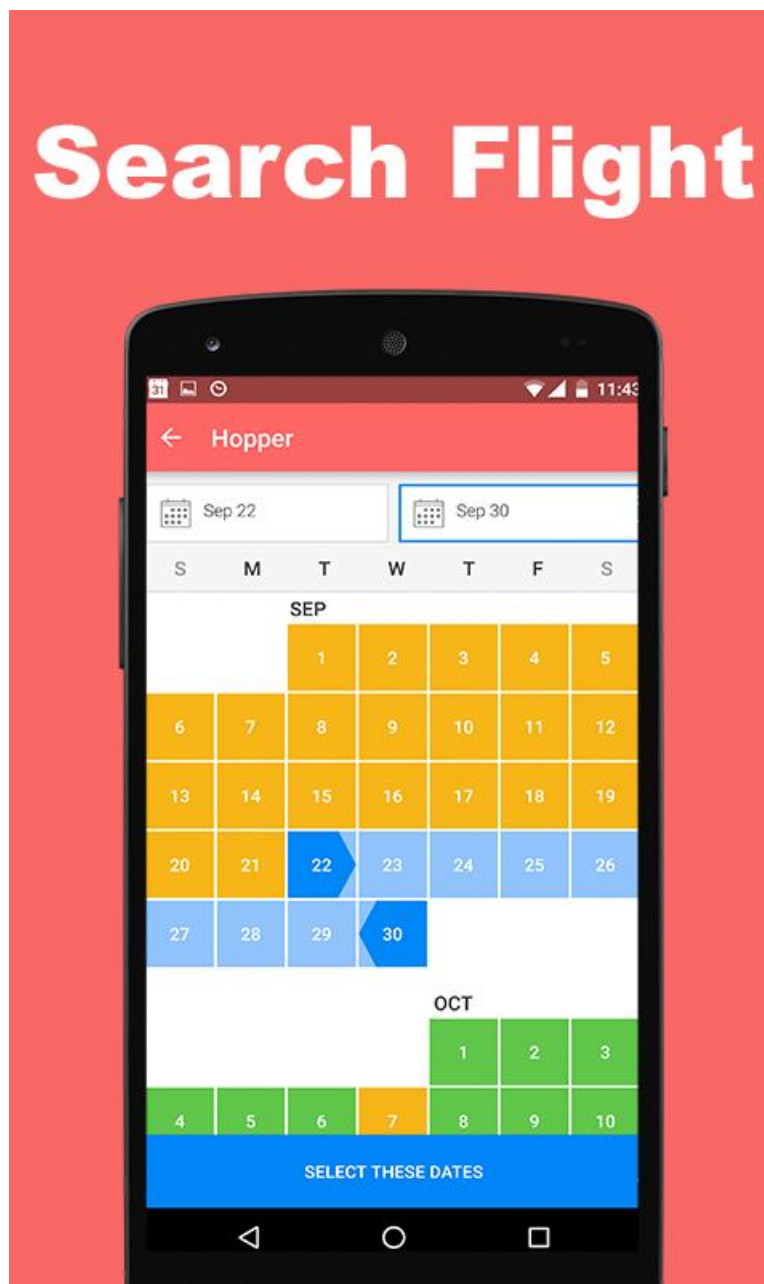 Search Flight
31 11:43
Hopper
Sep 22 Sep 30
S M T W T F S
SEP
1 2 3 4 5
6 7 8 9 10 11 12
13 14 15 16 17 18 19
20 21 22 23 24 25 26
27 28 29 30
OCT
1 2 3
4 5 6 7 8 9 10
SELECT THESE DATES